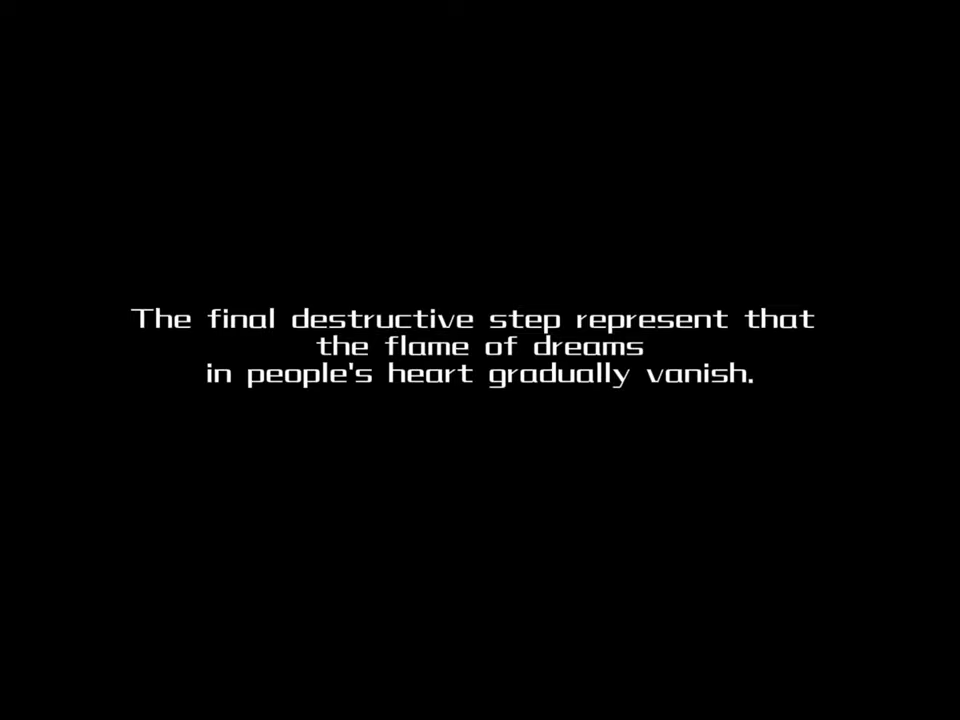 The final destructive step represent that
the flame of dreams
in people's heart gradually vanish.